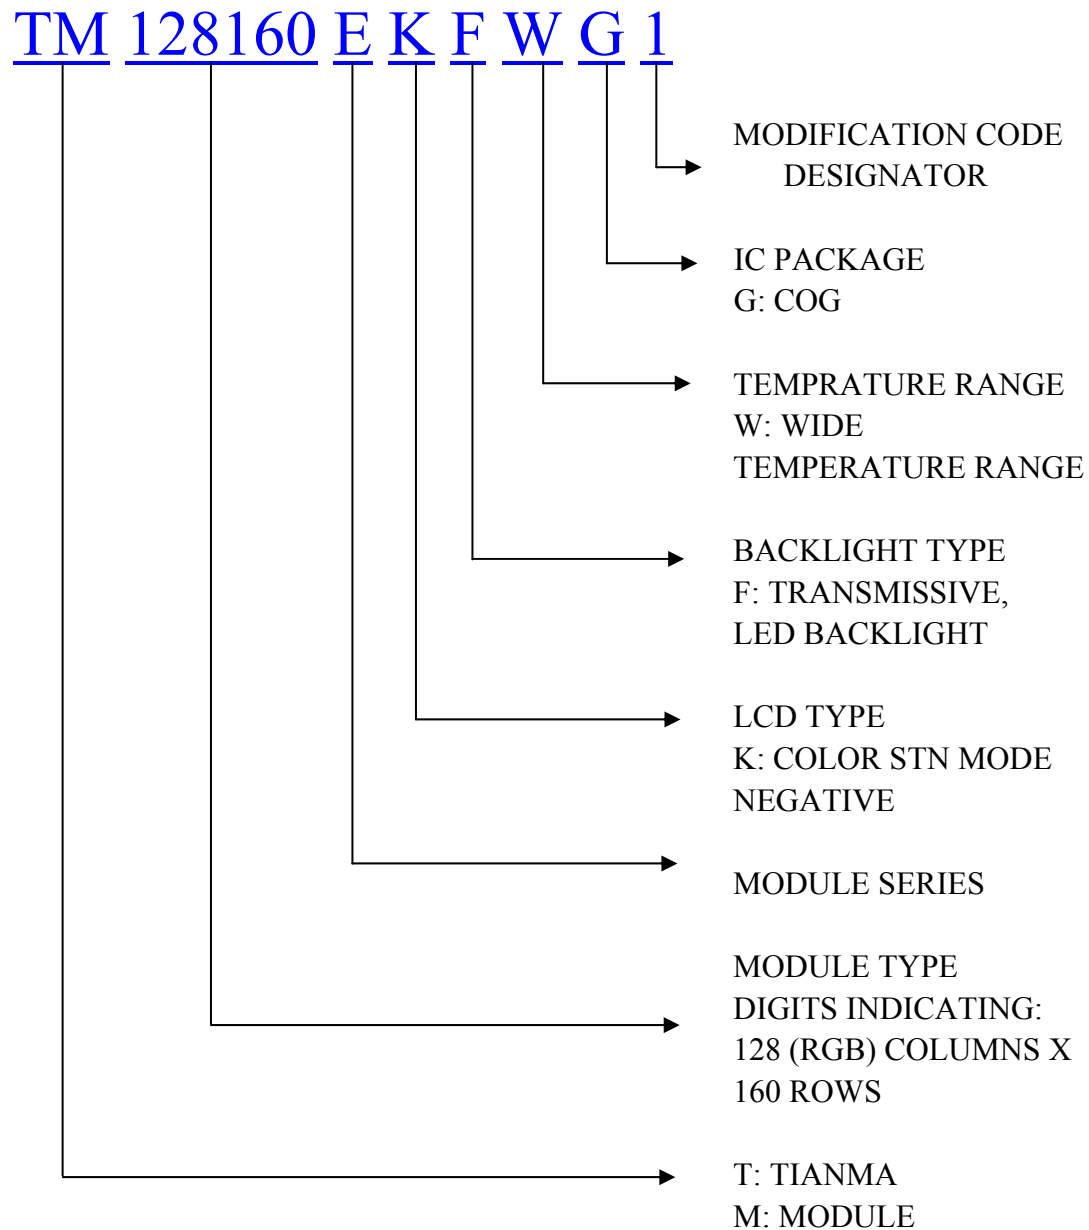 TM 128160 E K F W G 1
MODIFICATION CODE
DESIGNATOR
IC PACKAGE
G: COG
TEMPRATURE RANGE
W: WIDE
TEMPERATURE RANGE
BACKLIGHT TYPE
F: TRANSMISSIVE,
LED BACKLIGHT
LCD TYPE
K: COLOR STN MODE
NEGATIVE
MODULE SERIES
MODULE TYPE
DIGITS INDICATING:
128 (RGB) COLUMNS X
160 ROWS
T: TIANMA
M: MODULE